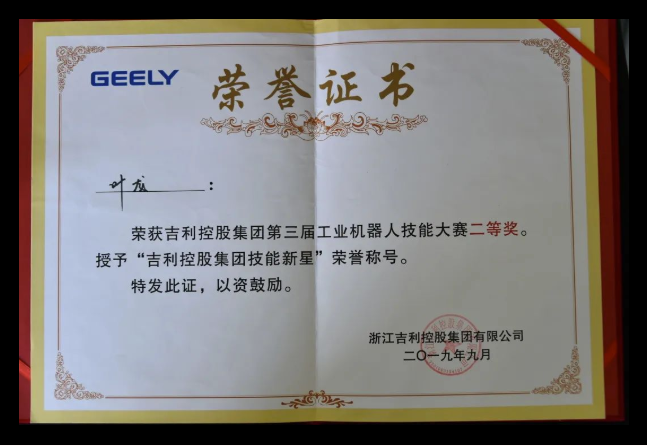 GEELY
荣誉证书
叶龙：
荣获吉利控股集团第三届工业机器人技能大赛二等奖。
授予“吉利控股集团技能新星”荣誉称号。
特发此证，以资鼓励。
浙江吉利控股集团有限公司
二〇一九年九月